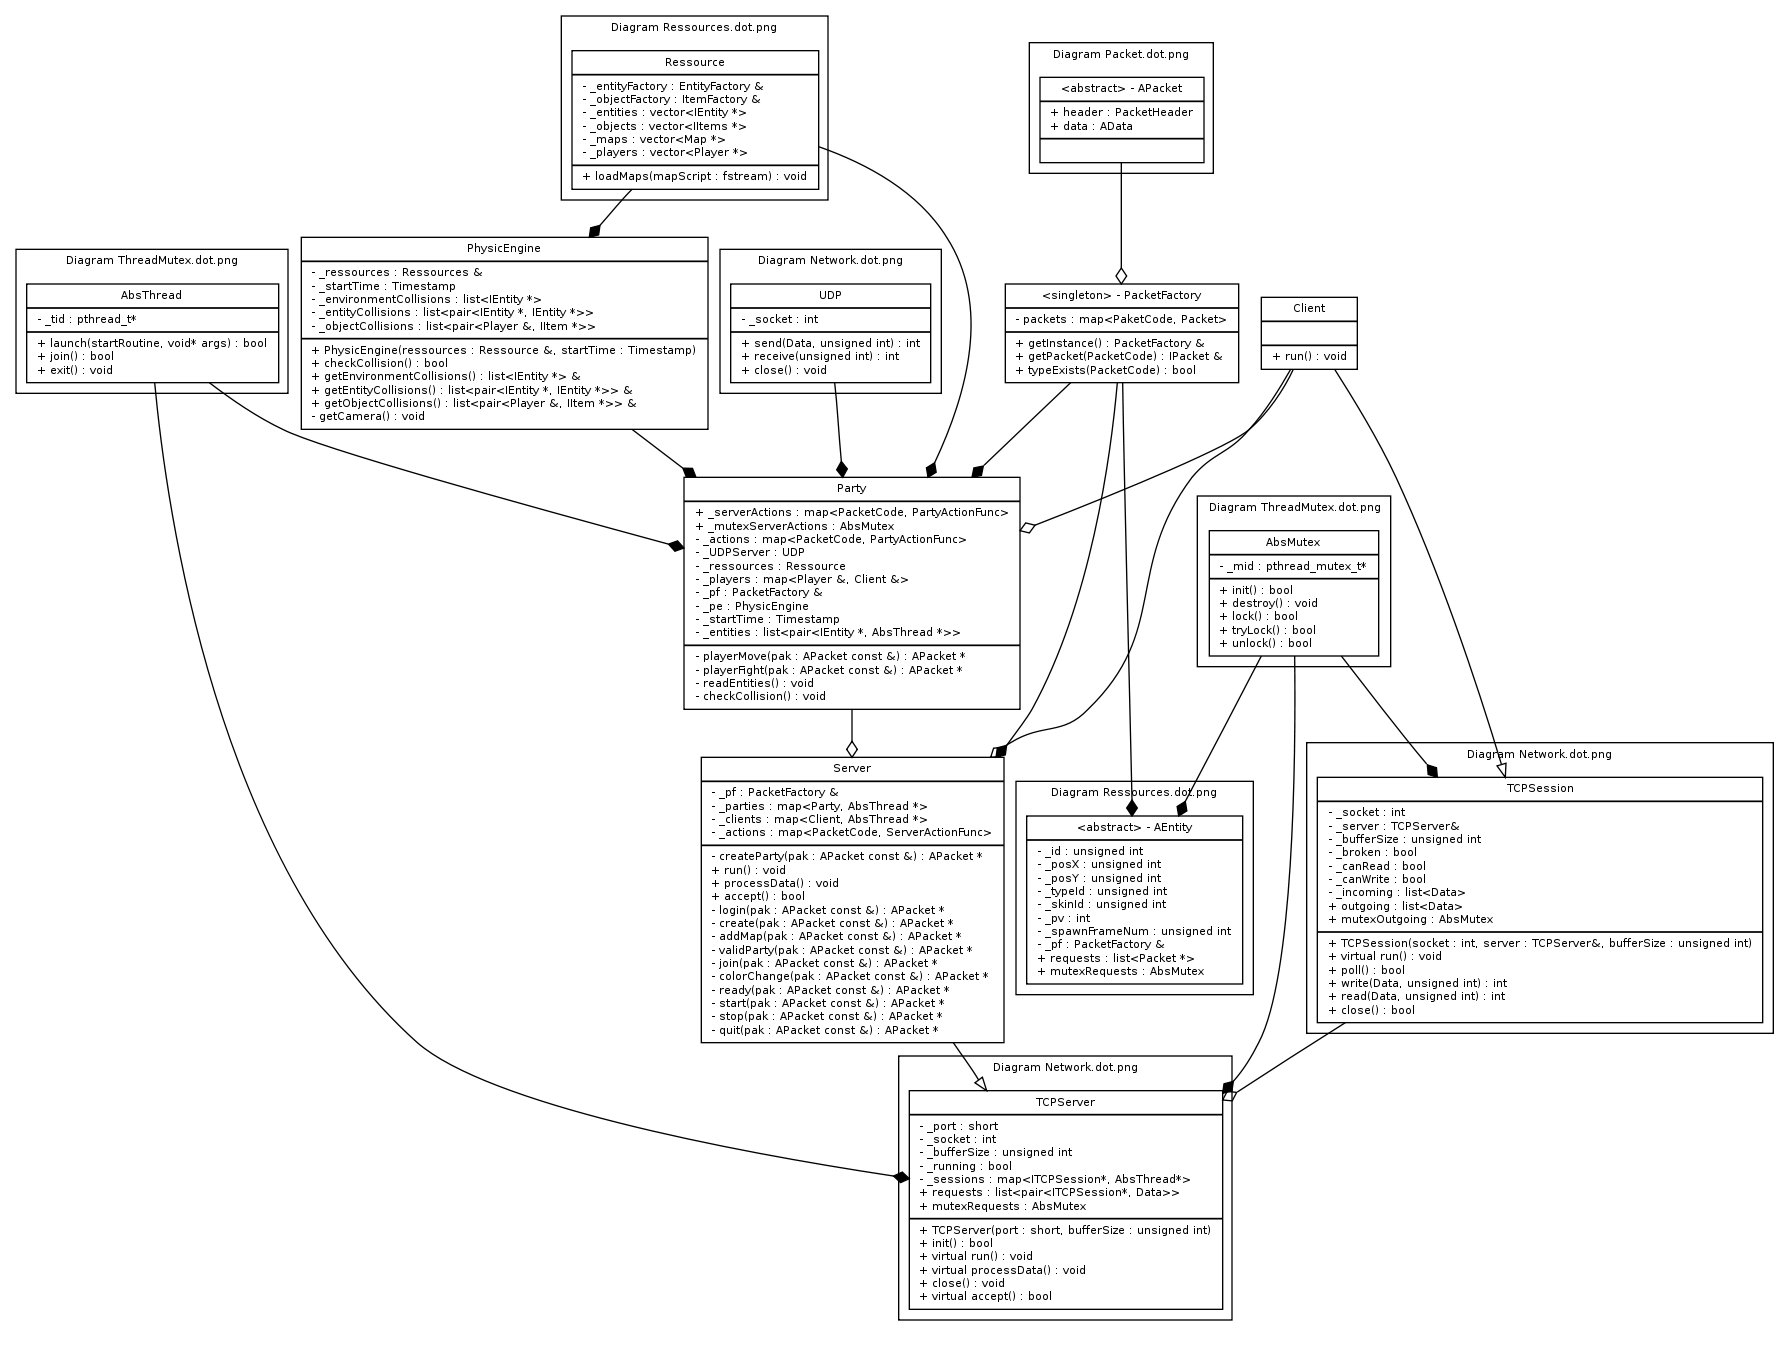 Diagram Ressources.dot.png
Ressource
- _entityFactory : EntityFactory &
- _objectFactory : ItemFactory &
- _entities : vector<IEntity *>
- _objects : vector<IItems *>
- _maps : vector<Map *>
- _players : vector<Player *>
+ loadMaps(mapScript : fstream) : void
Diagram Packet.dot.png
<abstract> - APacket
+ header : PacketHeader
+ data : AData
Diagram ThreadMutex.dot.png
AbsThread
- _tid : pthread_t*
+ launch(startRoutine, void* args) : bool
+ join() : bool
+ exit() : void
PhysicEngine
- _ressources : Ressources &
- _startTime : Timestamp
- _environmentCollisions : list<IEntity *>
- _entityCollisions : list<pair<IEntity *, IEntity *>>
- _objectCollisions : list<pair<Player &, IItem *>>
+ PhysicEngine(ressources : Ressource &, startTime : Timestamp)
+ checkCollision() : bool
+ getEnvironmentCollisions() : list<IEntity *> &
+ getEntityCollisions() : list<pair<IEntity *, IEntity *>> &
+ getObjectCollisions() : list<pair<Player &, IItem *>> &
- getCamera() : void
Diagram Network.dot.png
UDP
- _socket : int
+ send(Data, unsigned int) : int
+ receive(unsigned int) : int
+ close() : void
<singleton> - PacketFactory
- packets : map<PaketCode, Packet>
+ getInstance() : PacketFactory &
+ getPacket(PacketCode) : IPacket &
+ typeExists(PacketCode) : bool
Client
+ run() : void
Party
+ _serverActions : map<PacketCode, PartyActionFunc>
+ _mutexServerActions : AbsMutex
- _actions : map<PacketCode, PartyActionFunc>
- _UDPServer : UDP
- _ressources : Ressource
- _players : map<Player &, Client &>
- _pf : PacketFactory &
- _pe : PhysicEngine
- _startTime : Timestamp
- _entities : list<pair<IEntity *, AbsThread *>>
- playerMove(pak : APacket const &) : APacket *
- playerFight(pak : APacket const &) : APacket *
- readEntities() : void
- checkCollision() : void
Diagram ThreadMutex.dot.png
AbsMutex
- _mid : pthread_mutex_t*
+ init() : bool
+ destroy() : void
+ lock() : bool
+ tryLock() : bool
+ unlock() : bool
Server
- _pf : PacketFactory &
- _parties : map<Party, AbsThread *>
- _clients : map<Client, AbsThread *>
- _actions : map<PacketCode, ServerActionFunc>
- createParty(pak : APacket const &) : APacket *
+ run() : void
+ processData() : void
+ accept() : bool
- login(pak : APacket const &) : APacket *
- create(pak : APacket const &) : APacket *
- addMap(pak : APacket const &) : APacket *
- validParty(pak : APacket const &) : APacket *
- join(pak : APacket const &) : APacket *
- colorChange(pak : APacket const &) : APacket *
- ready(pak : APacket const &) : APacket *
- start(pak : APacket const &) : APacket *
- stop(pak : APacket const &) : APacket *
- quit(pak : APacket const &) : APacket *
Diagram Ressources.dot.png
<abstract> - AEntity
- _id : unsigned int
- _posX : unsigned int
- _posY : unsigned int
- _typeId : unsigned int
- _skinId : unsigned int
- _pv : int
- _spawnFrameNum : unsigned int
- _pf : PacketFactory &
+ requests : list<Packet *>
+ mutexRequests : AbsMutex
Diagram Network.dot.png
TCPSession
- _socket : int
- _server : TCPServer&
- _bufferSize : unsigned int
- _broken : bool
- _canRead : bool
- _canWrite : bool
- _incoming : list<Data>
+ outgoing : list<Data>
+ mutexOutgoing : AbsMutex
+ TCPSession(socket : int, server : TCPServer&, bufferSize : unsigned int)
+ virtual run() : void
+ poll() : bool
+ write(Data, unsigned int) : int
+ read(Data, unsigned int) : int
+ close() : bool
Diagram Network.dot.png
TCPServer
- _port : short
- _socket : int
- _bufferSize : unsigned int
- _running : bool
- _sessions : map<ITCPSession*, AbsThread*>
+ requests : list<pair<ITCPSession*, Data>>
+ mutexRequests : AbsMutex
+ TCPServer(port : short, bufferSize : unsigned int)
+ init() : bool
+ virtual run() : void
+ virtual processData() : void
+ close() : void
+ virtual accept() : bool